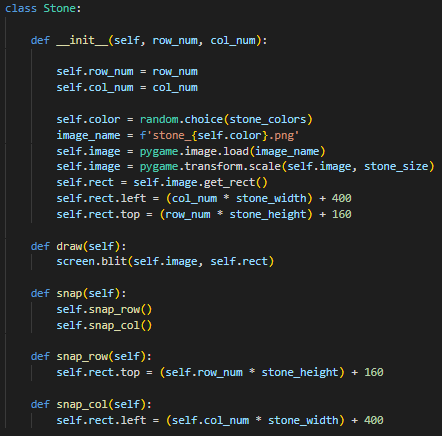 class Stone:
def __init__(self, row_num, col_num):
self.row_num = row_num
self.col_num = col_num
self.color = random.choice(stone_colors)
image_name = f'stone_{self.color}.png'
self.image = pygame.image.load(image_name)
self.image = pygame.transform.scale(self.image, stone_size)
self.rect = self.image.get_rect()
self.rect.left = (col_num * stone_width) + 400
self.rect.top = (row_num * stone_height) + 160
def draw(self):
screen.blit(self.image, self.rect)
def snap(self):
self.snap_row()
self.snap_col()
def snap_row(self):
self.rect.top = (self.row_num * stone_height) + 160
def snap_col(self):
self.rect.left = (self.col_num * stone_width) + 400